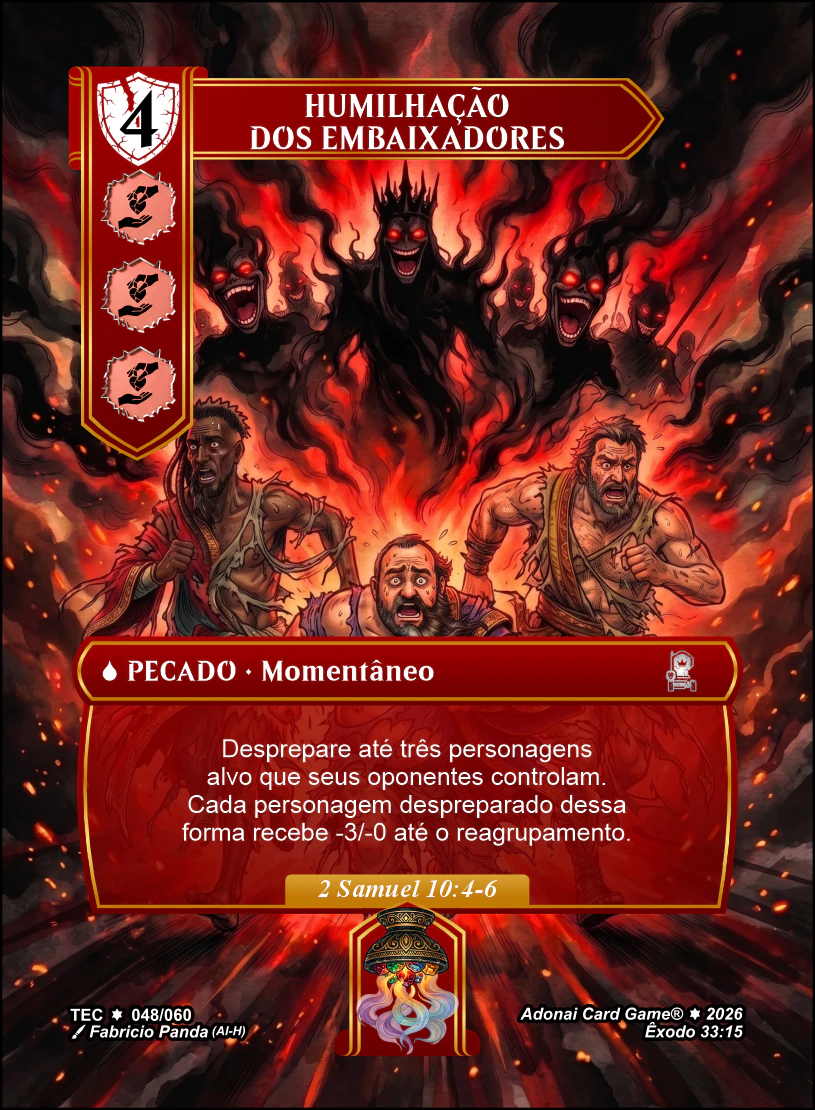 4
HUMILHAÇÃO
DOS EMBAIXADORES
PECADO · Momentâneo
Desprepare até três personagens
alvo que seus oponentes controlam.
Cada personagem despreparado dessa
forma recebe -3/-0 até o reagrupamento.
2 Samuel 10:4-6
TEC ✶ 048/060
Fabricio Panda (AI-H)
Adonai Card Game® ✶ 2026
Êxodo 33:15